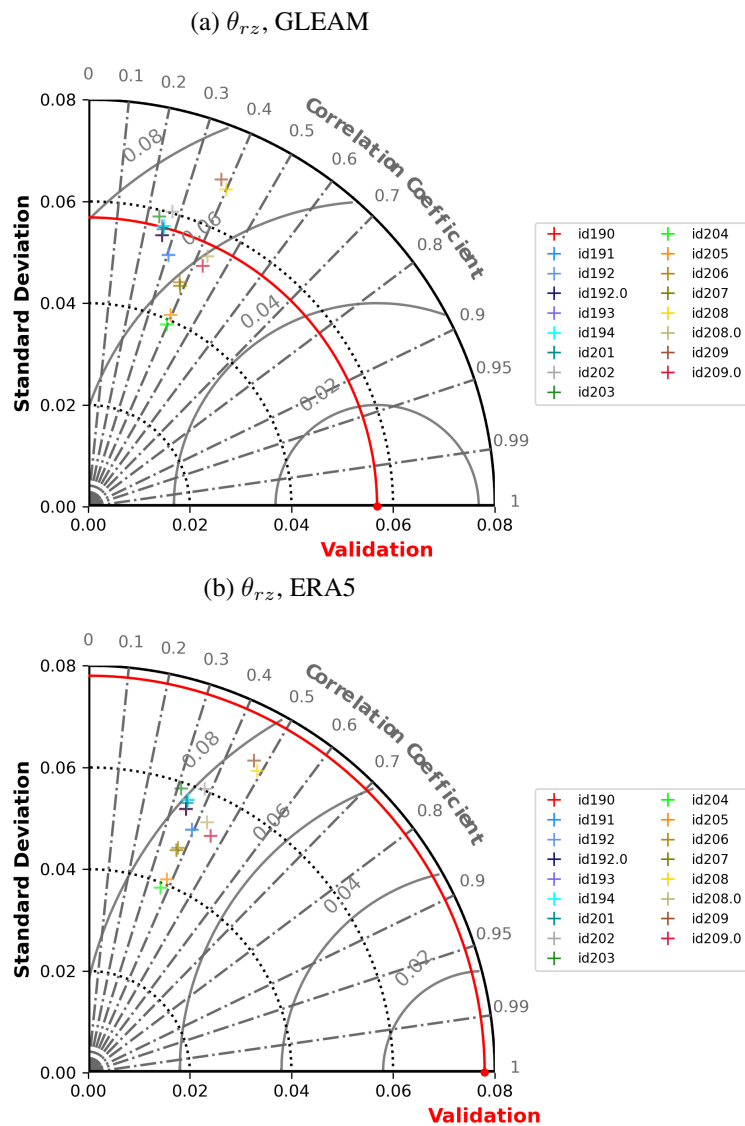 (a) θrz, GLEAM
0 0.1 0.2 0.3 0.4 0.5 0.6 0.7 0.8 0.9 0.95 0.99 1
Correlation Coefficient
0.08 0.06 0.04 0.02
Standard Deviation
0.08
0.06
0.04
0.02
0.00
0.00 0.02 0.04 0.06 0.08
Validation
id190 id204
id191 id205
id192 id206
id192.0 id207
id193 id208
id194 id208.0
id201 id209
id202 id209.0
id203
(b) θrz, ERA5
0 0.1 0.2 0.3 0.4 0.5 0.6 0.7 0.8 0.9 0.95 0.99 1
Correlation Coefficient
0.08 0.06 0.04 0.02
Standard Deviation
0.08
0.06
0.04
0.02
0.00
0.00 0.02 0.04 0.06 0.08
Validation
id190 id204
id191 id205
id192 id206
id192.0 id207
id193 id208
id194 id208.0
id201 id209
id202 id209.0
id203